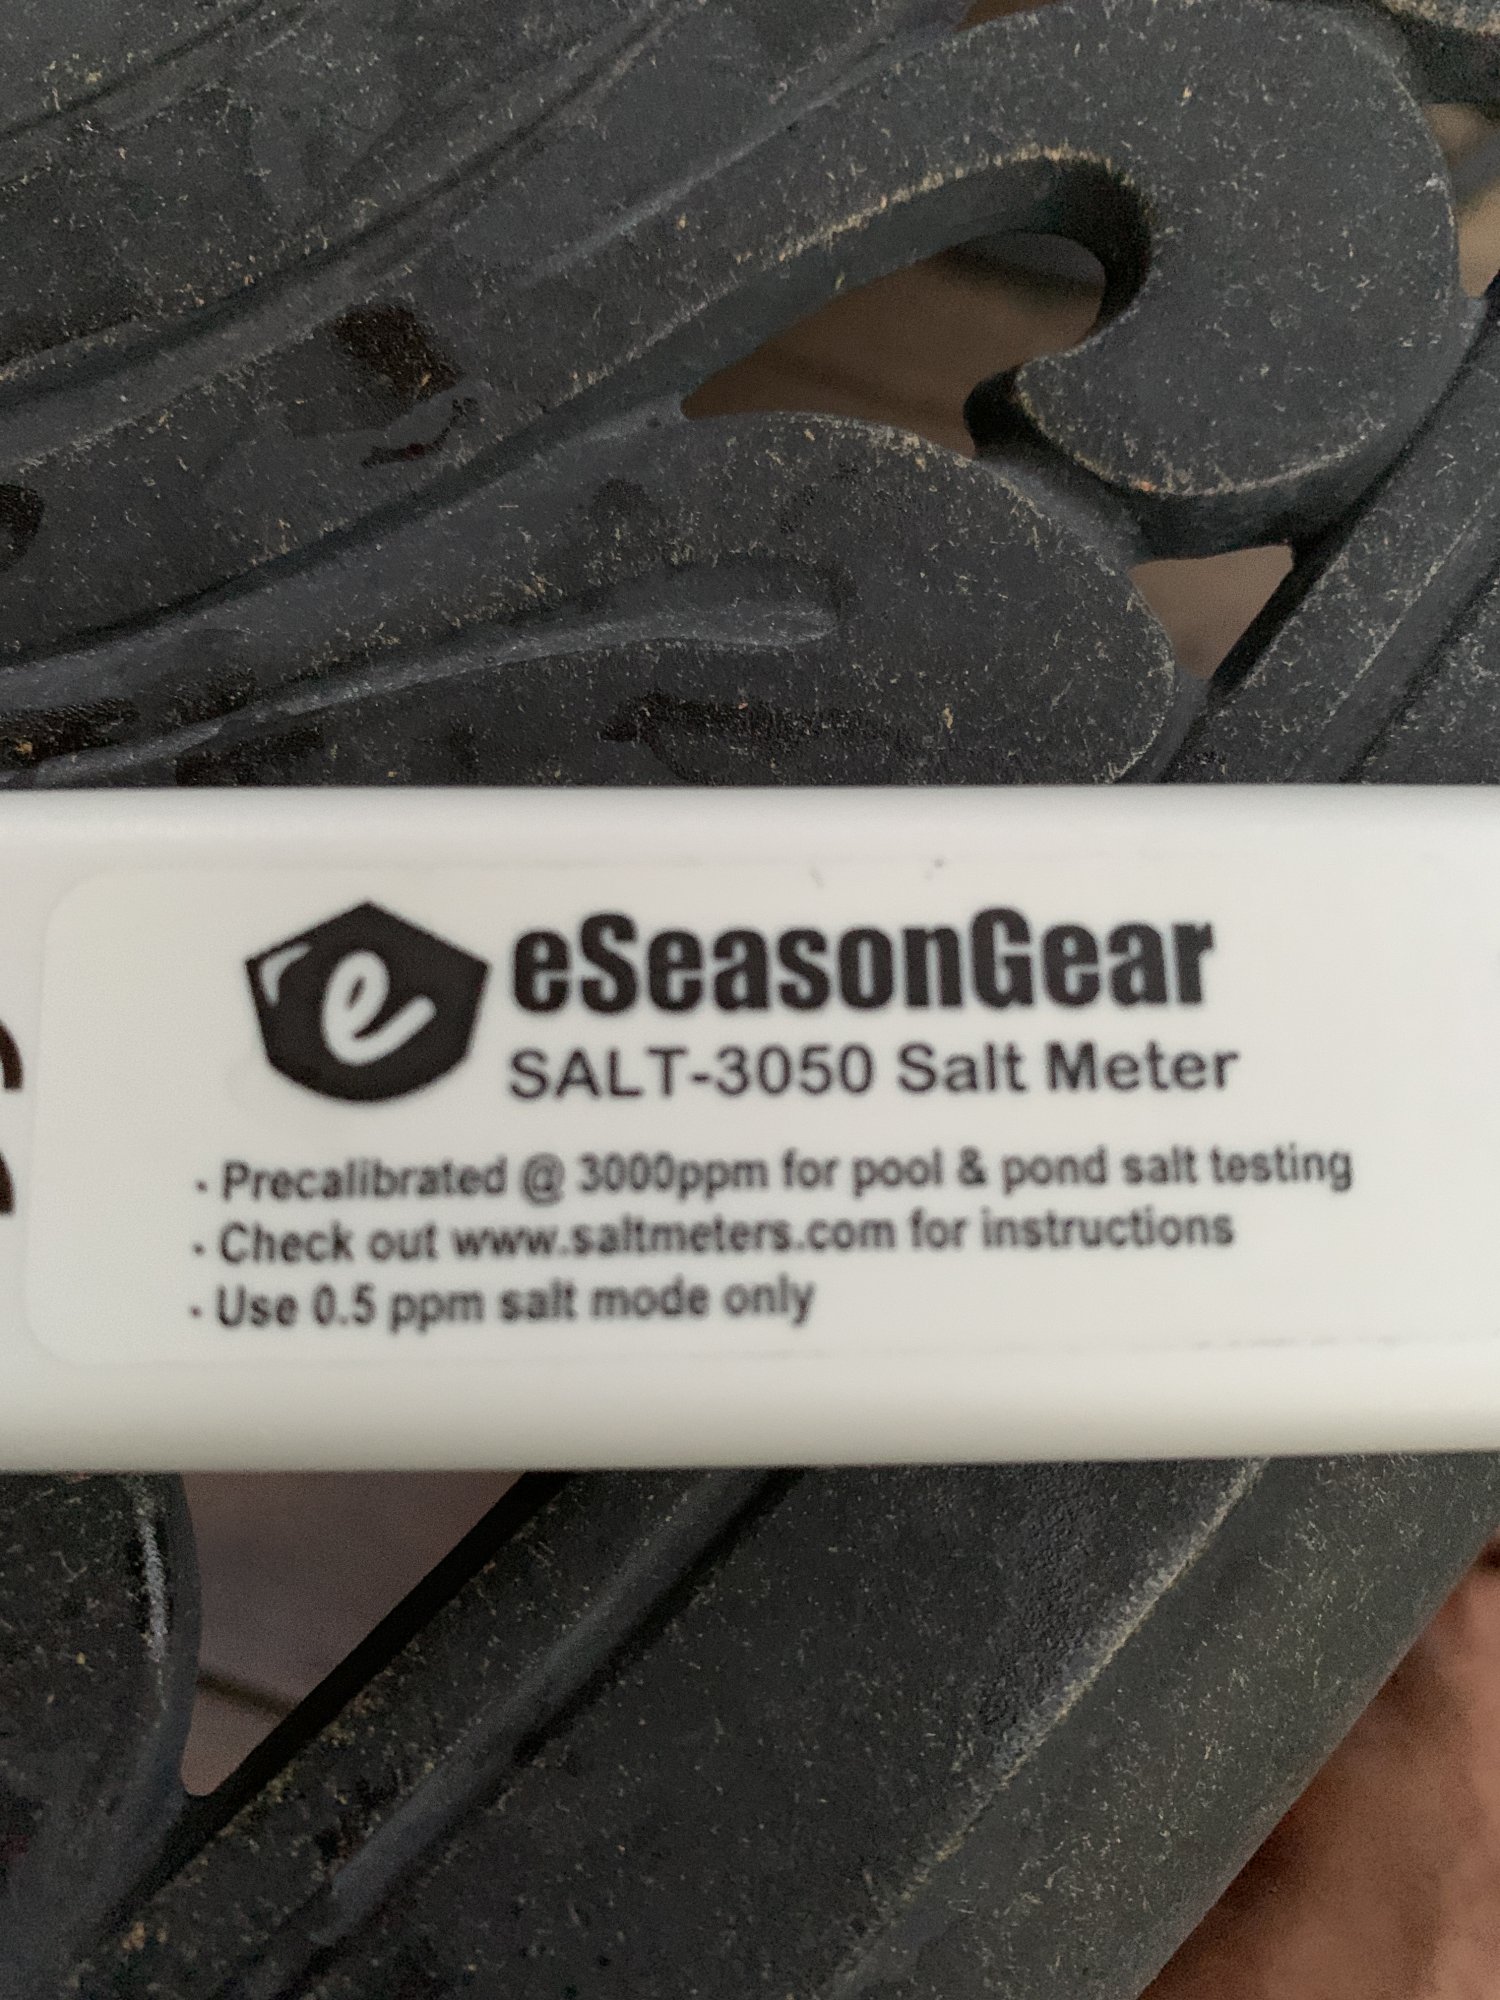 e eSeasonGear
SALT-3050 Salt Meter
· Precalibrated @ 3000ppm for pool & pond salt testing
· Check out www.saltmeters.com for instructions
· Use 0.5 ppm salt mode only